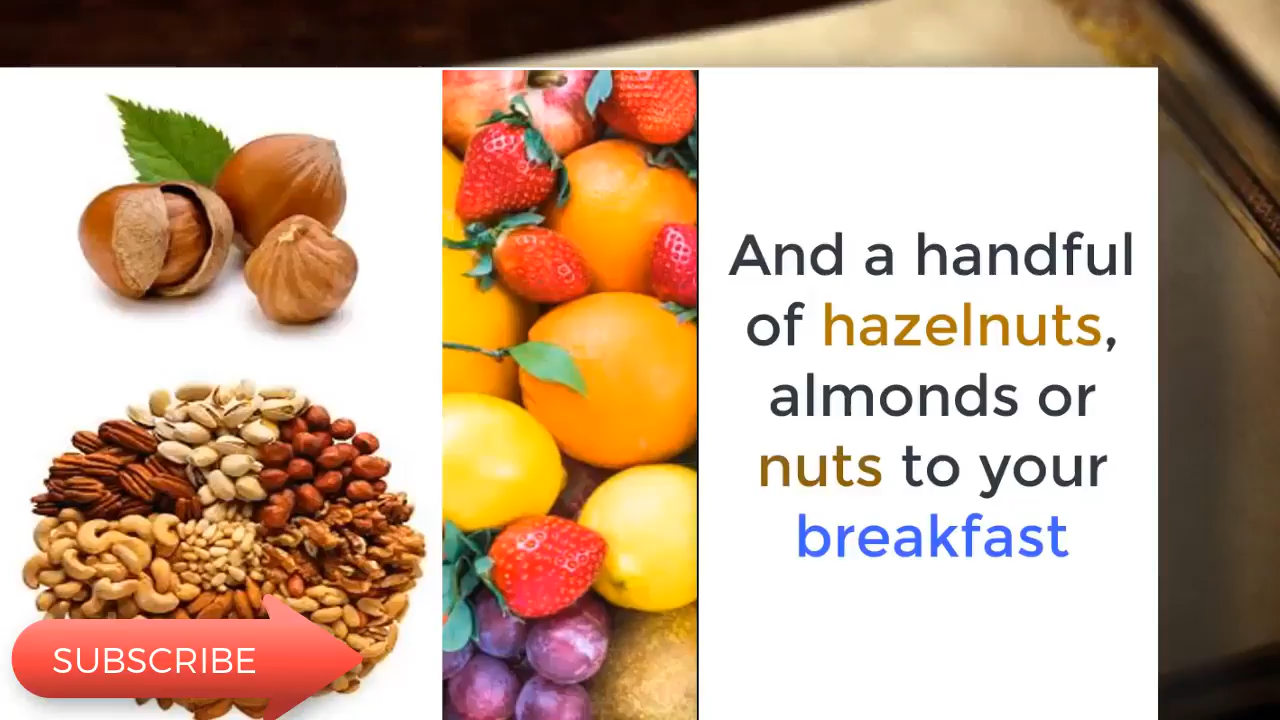 And a handful
of hazelnuts,
almonds or
nuts to your
breakfast
SUBSCRIBE